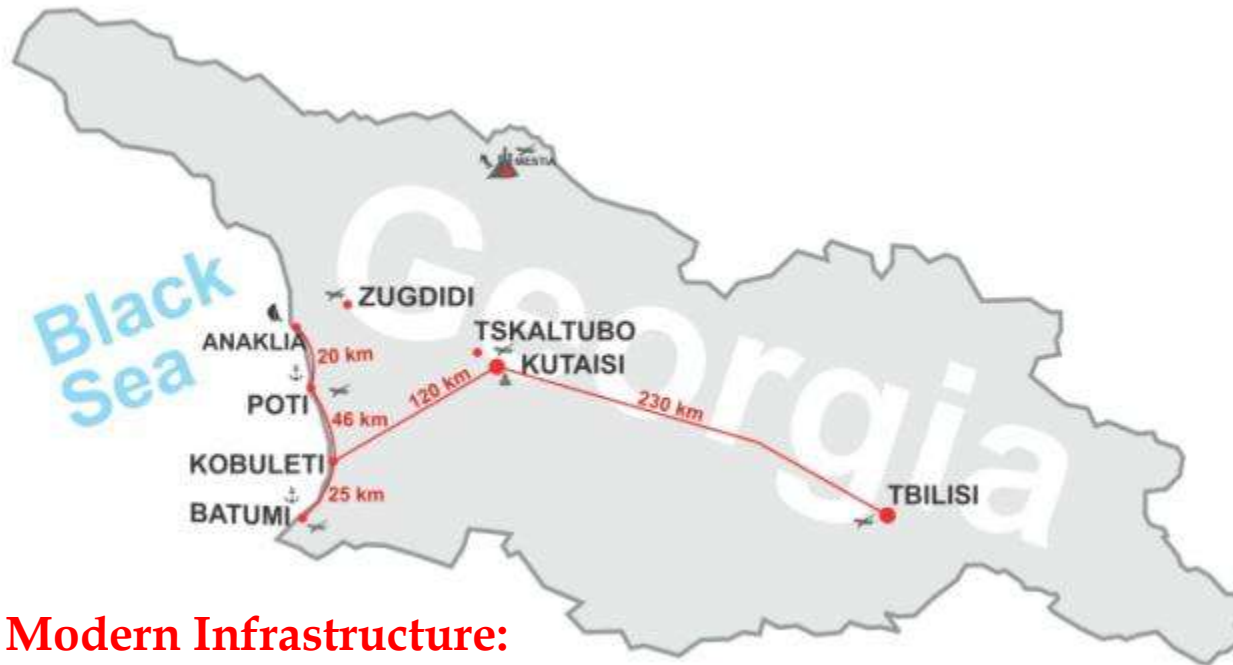 MESTIA
Georgia
Black
Sea
ZUGDIDI
ANAKLIA
20 km
TSKALTUBO
KUTAISI
120 km
230 km
POTI
46 km
KOBULETI
25 km
BATUMI
TBILISI
Modern Infrastructure: